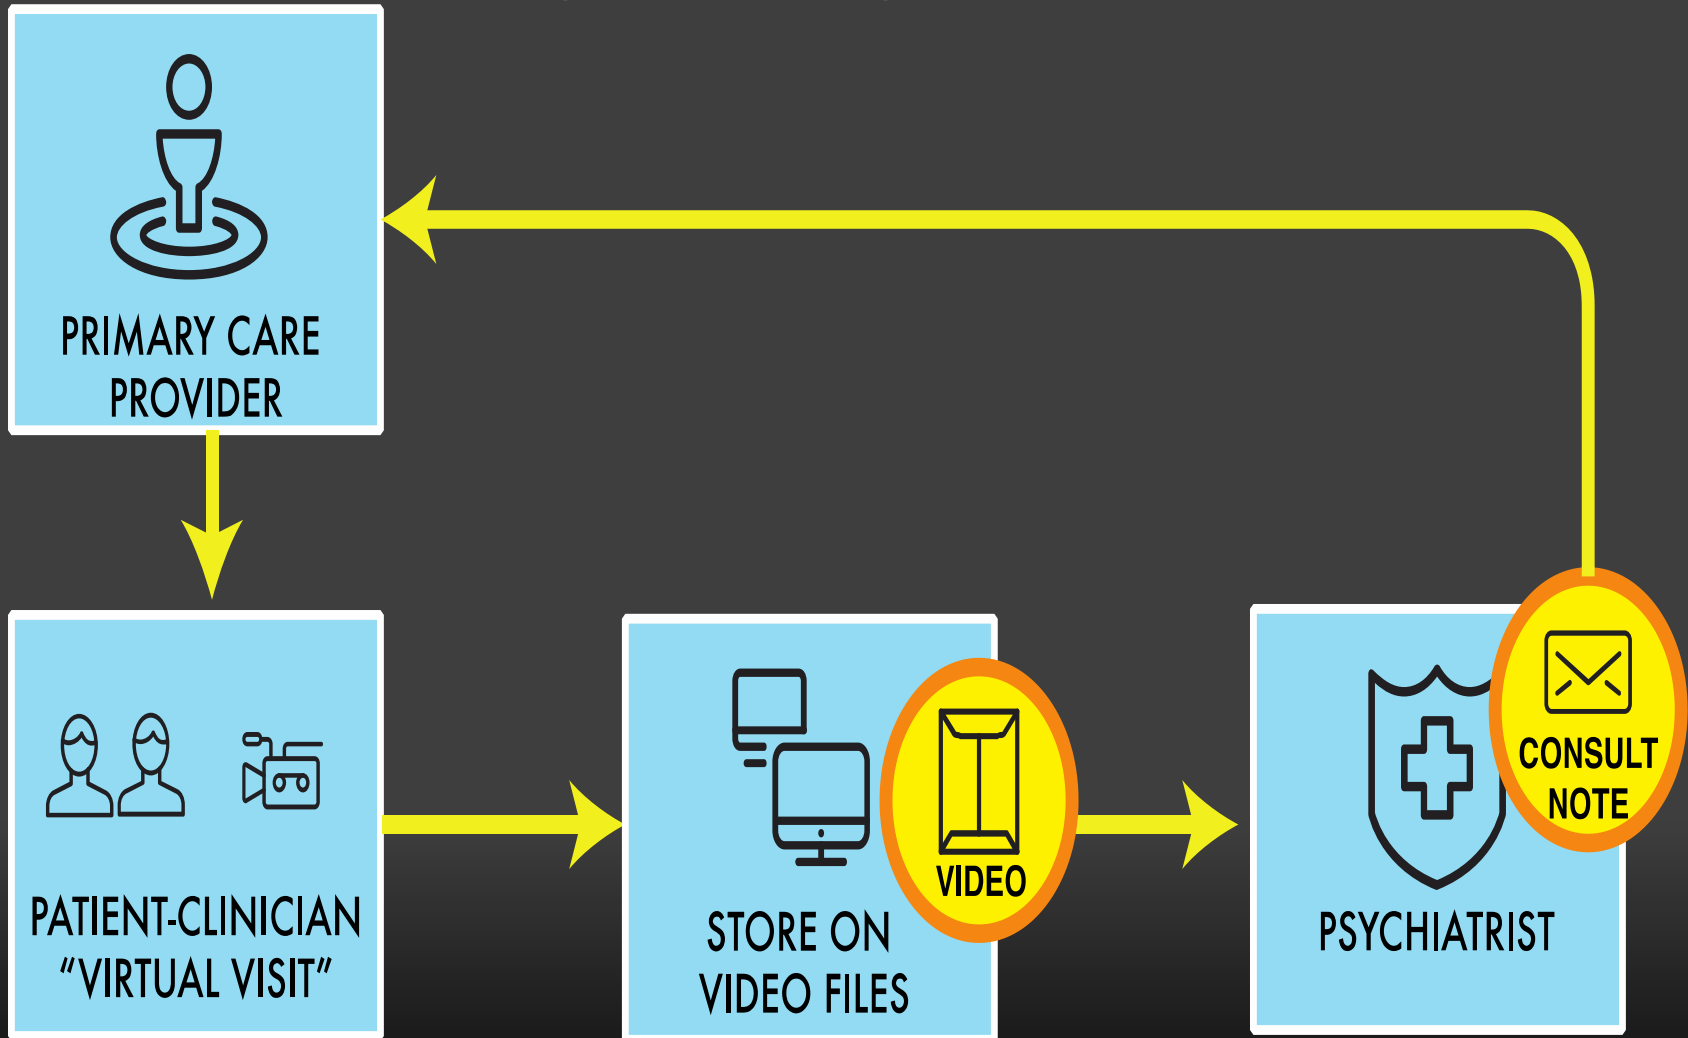 PRIMARY CARE
PROVIDER
PATIENT-CLINICIAN
“VIRTUAL VISIT”
STORE ON
VIDEO FILES
VIDEO
PSYCHIATRIST
CONSULT
NOTE